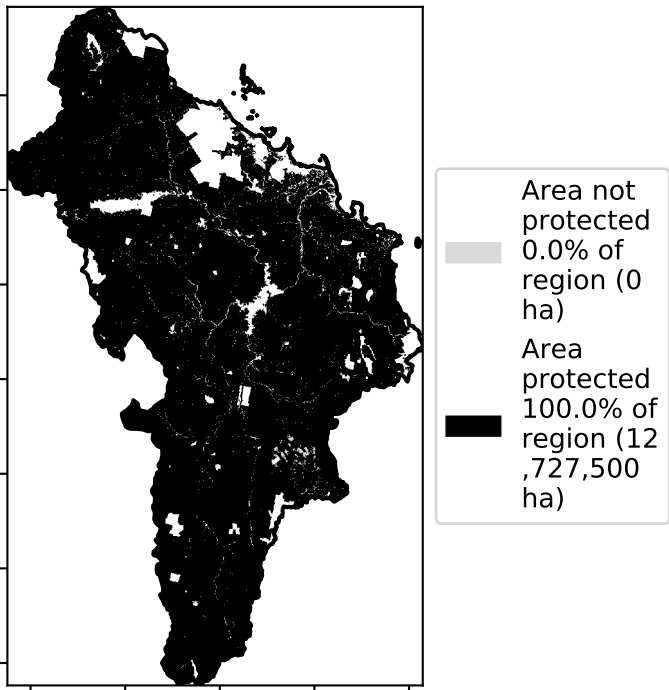 Area not
protected
0.0% of
region (0
ha)
Area
protected
100.0% of
region (12
,727,500
ha)